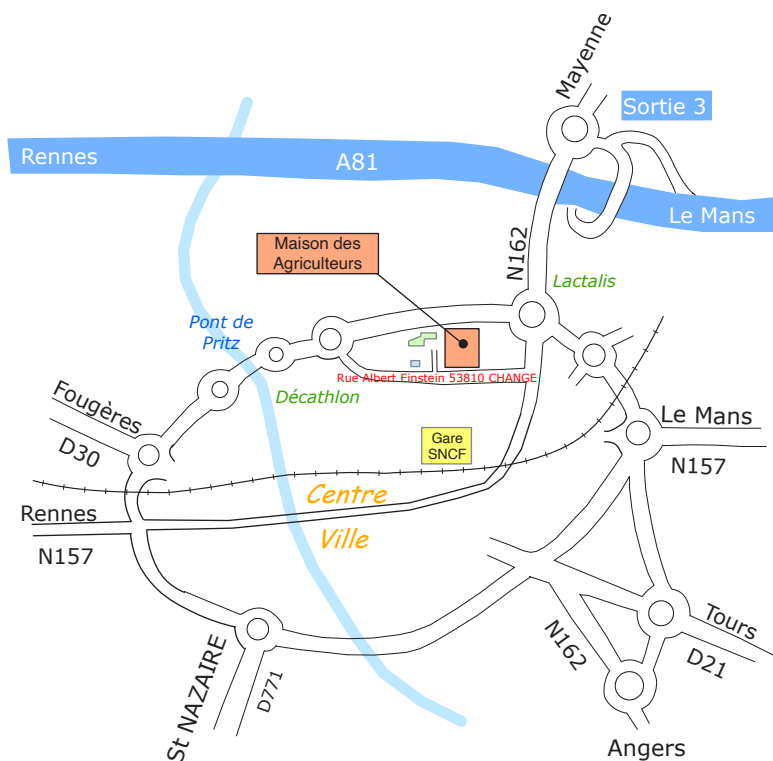 Mayenne
Sortie 3
Rennes
A81
Le Mans
N162
Maison des
Agriculteurs
Lactalis
Pont de
Pritz
Rue Albert Einstein 53810 CHANGE
Décathlon
Fougères
D30
Le Mans
N157
Gare
SNCF
Centre
Ville
Rennes
N157
St NAZAIRE
D771
N162
Tours
D21
Angers